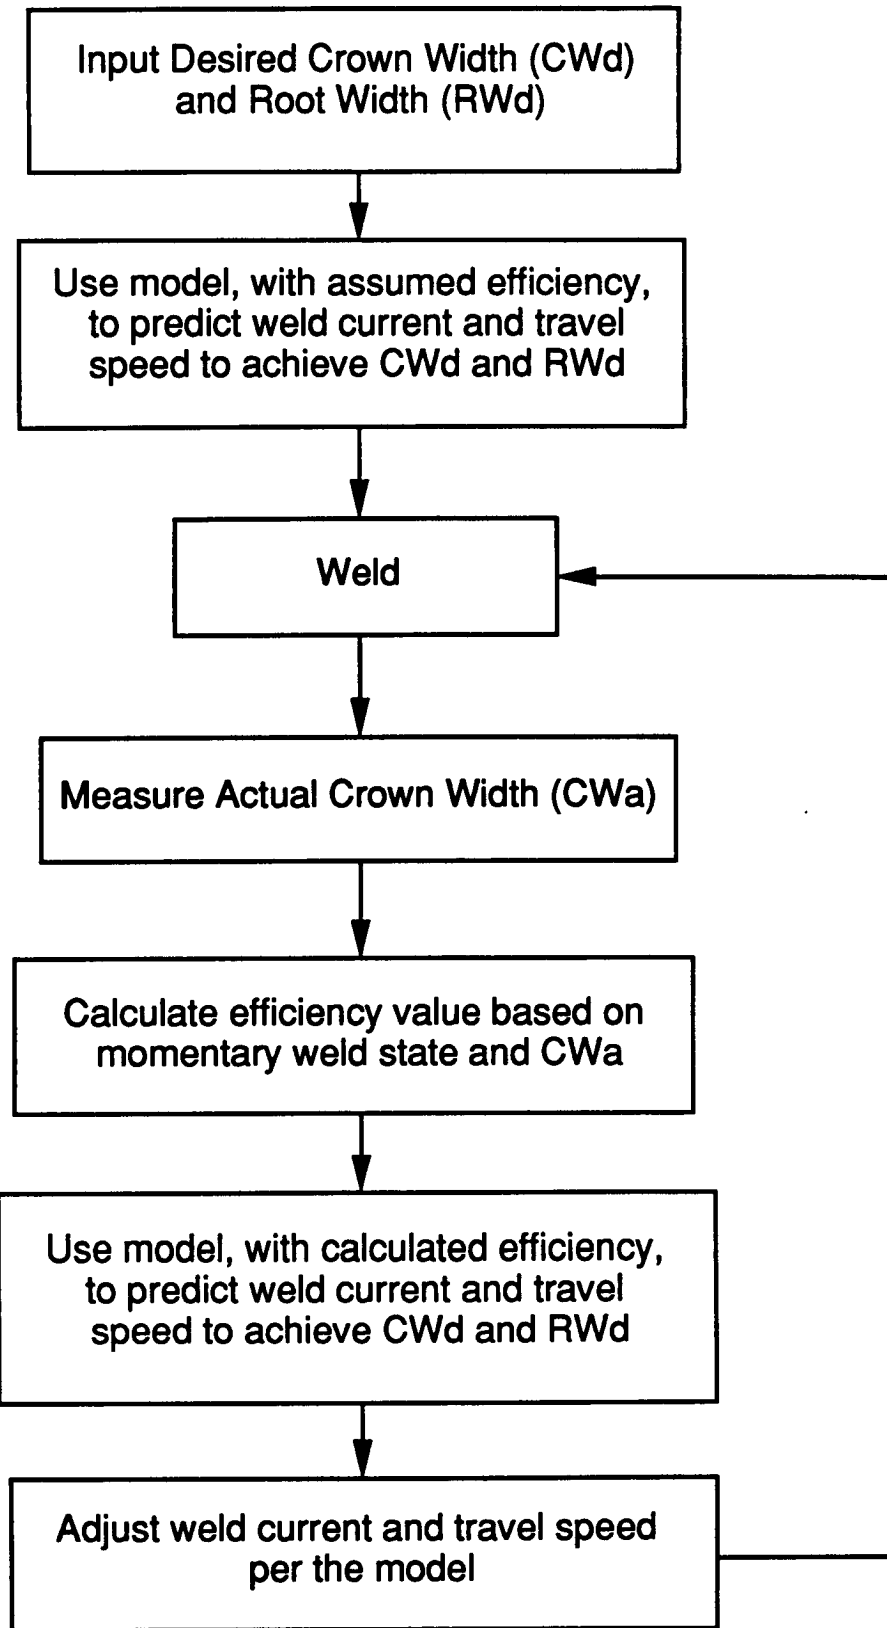 Input Desired Crown Width (CWd)
and Root Width (RWd)
Use model, with assumed efficiency,
to predict weld current and travel
speed to achieve CWd and RWd
Weld
Measure Actual Crown Width (CWa)
Calculate efficiency value based on
momentary weld state and CWa
Use model, with calculated efficiency,
to predict weld current and travel
speed to achieve CWd and RWd
Adjust weld current and travel speed
per the model